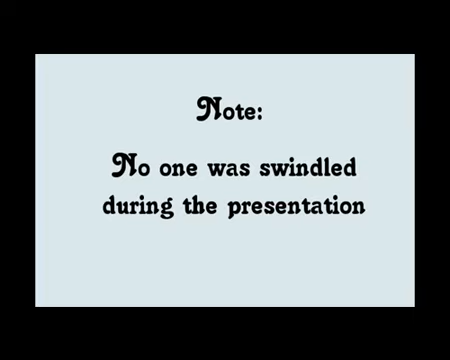 Note:
No one was swindled
during the presentation